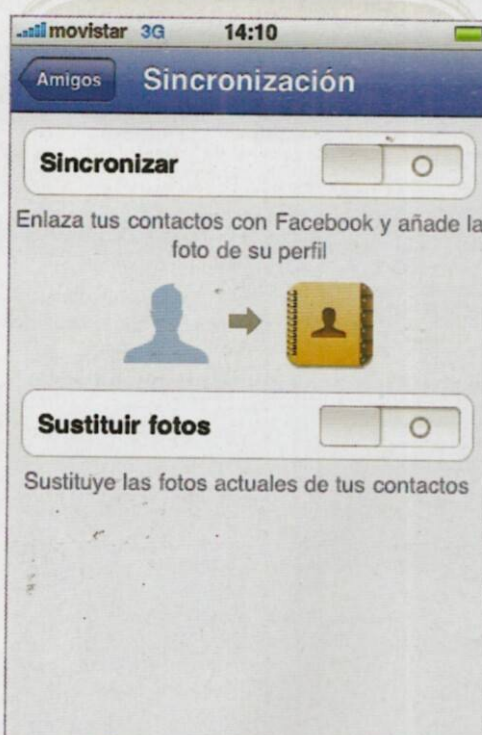 movistar 3G 14:10
Amigos Sincronización
Sincronizar
Enlaza tus contactos con Facebook y añade la
foto de su perfil
Sustituir fotos
Sustituye las fotos actuales de tus contactos